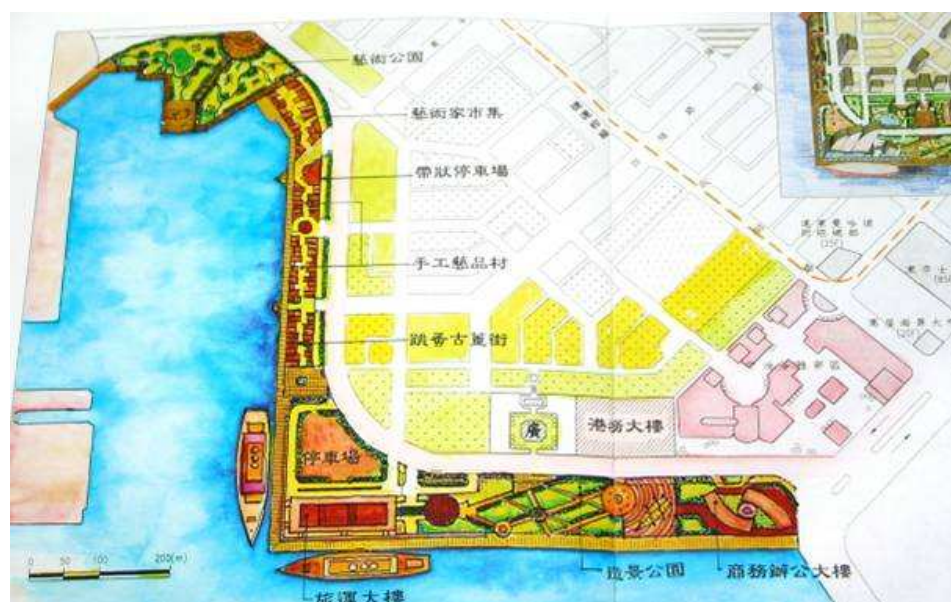 藝術公園
藝術家市集
帶狀停車場
手工藝品村
跳蚤古董街
廣
港務大樓
停車場
0 50 100 200(m)
造景公園
商務辦公大樓
旅運大樓